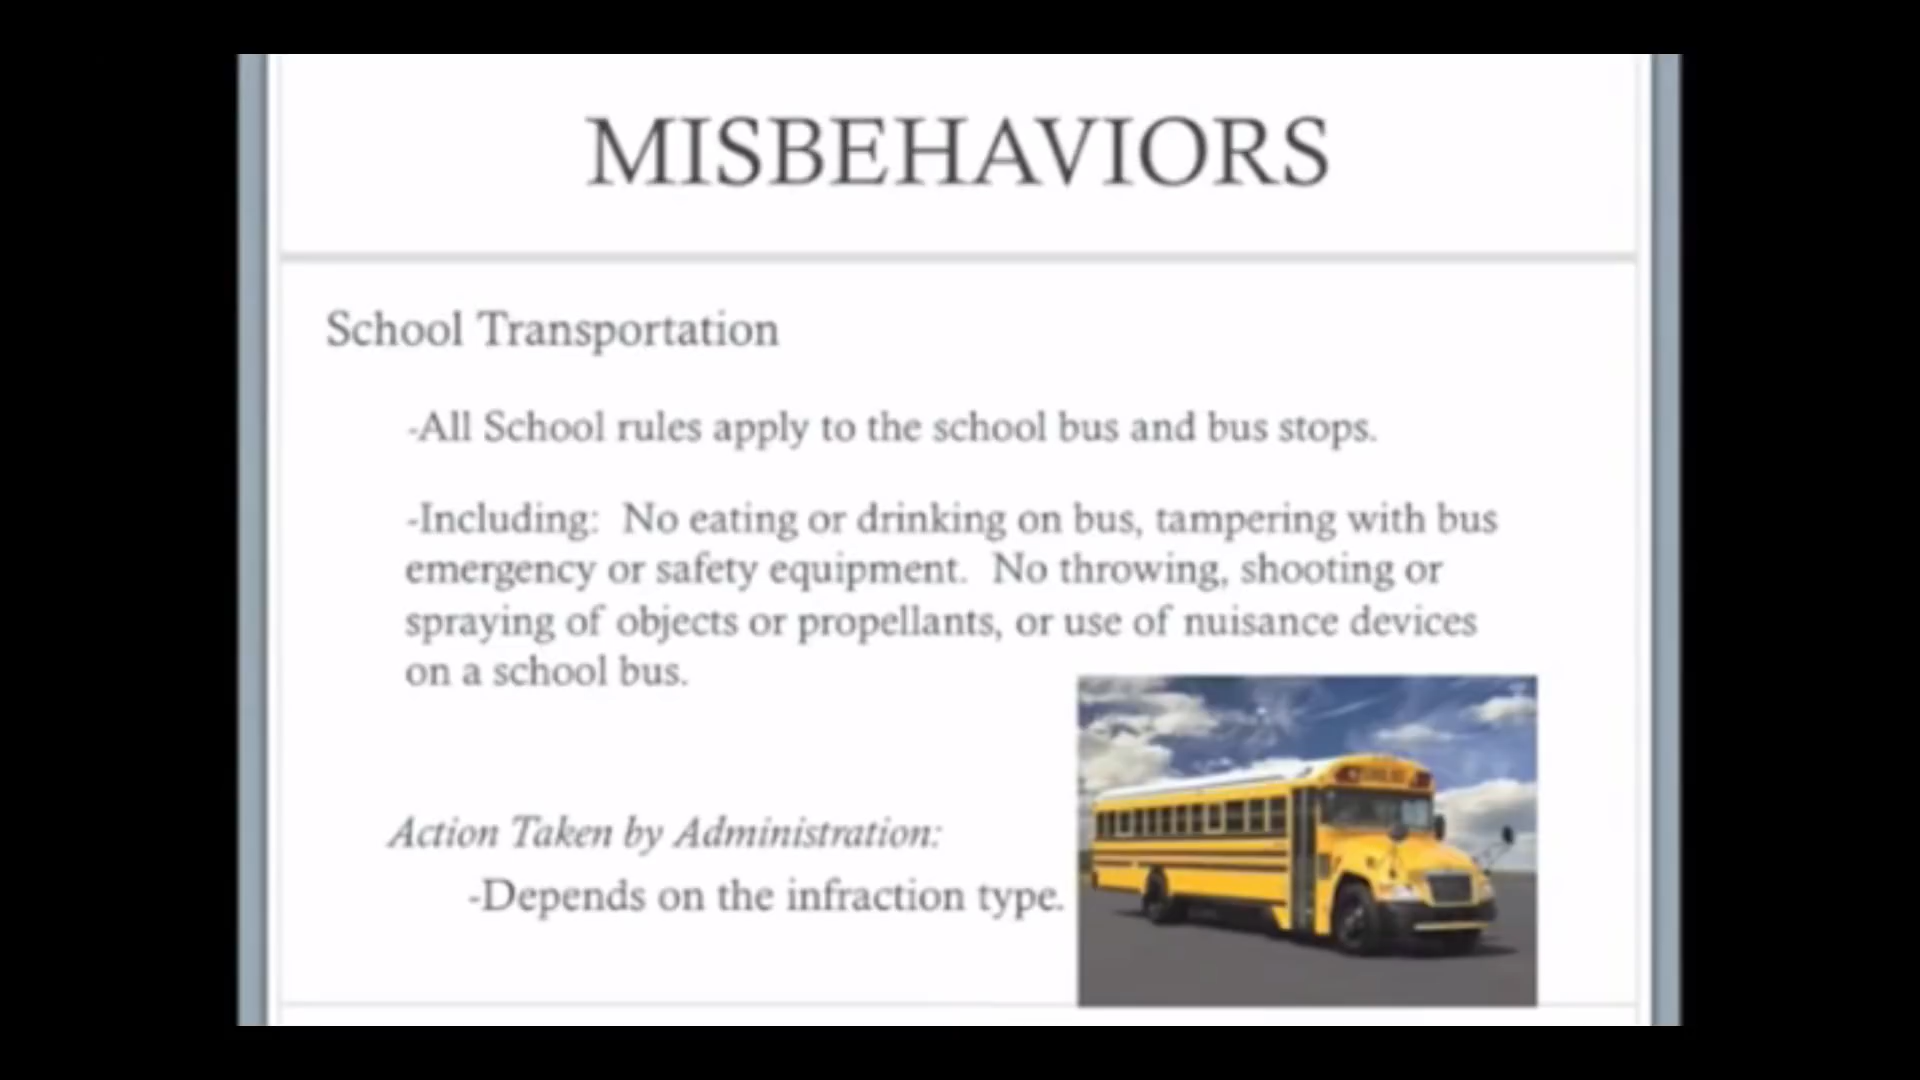 MISBEHAVIORS
School Transportation
-All School rules apply to the school bus and bus stops.
-Including:  No eating or drinking on bus, tampering with bus
emergency or safety equipment.  No throwing, shooting or
spraying of objects or propellants, or use of nuisance devices
on a school bus.
Action Taken by Administration:
-Depends on the infraction type.